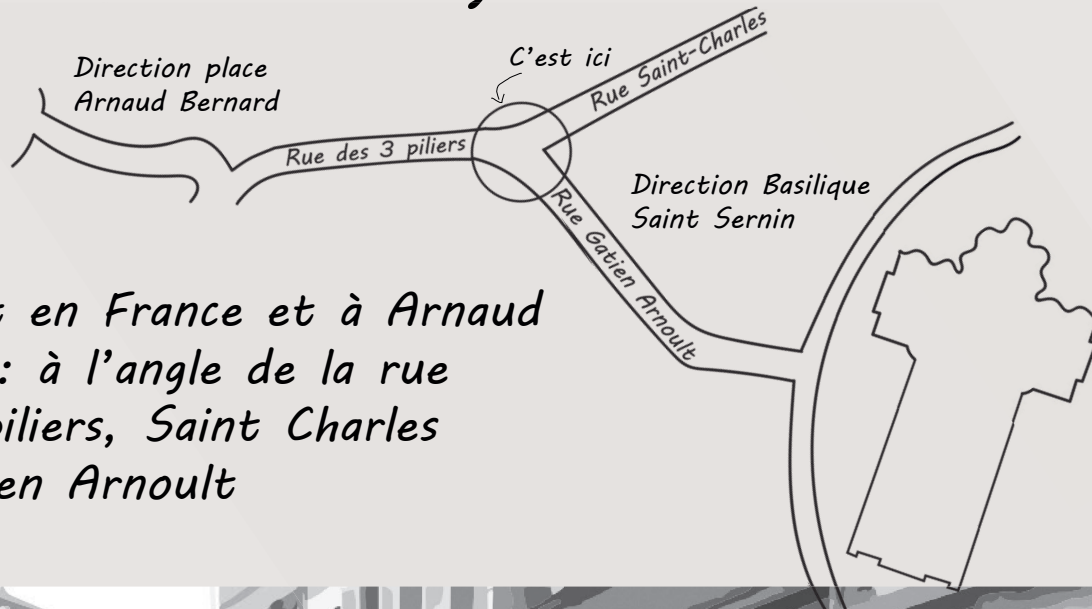 C'est ici
Rue Saint-Charles
Direction place
Arnaud Bernard
Rue des 3 piliers
Direction Basilique
Saint Sernin
Rue Gatien Arnoult
en France et à Arnaud
: à l'angle de la rue
piliers, Saint Charles
en Arnoult